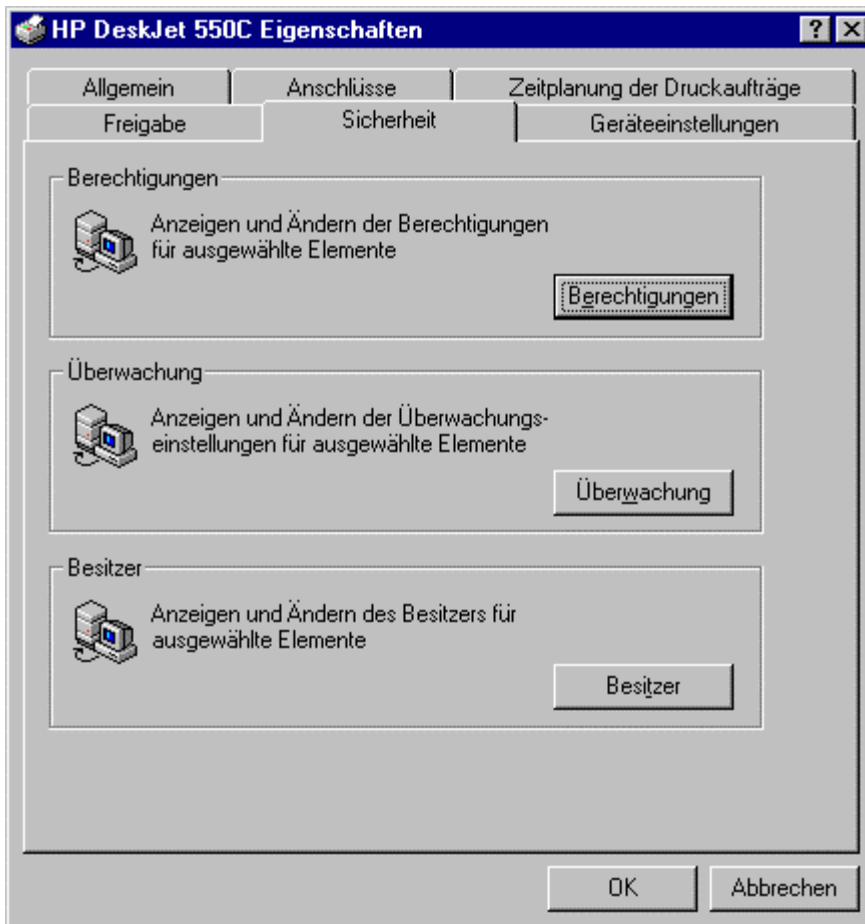 HP DeskJet 550C Eigenschaften
Allgemein
Anschlüsse
Zeitplanung der Druckaufträge
Freigabe
Sicherheit
Geräteeinstellungen
Berechtigungen
Anzeigen und Ändern der Berechtigungen
für ausgewählte Elemente
Berechtigungen
Überwachung
Anzeigen und Ändern der Überwachungs-
einstellungen für ausgewählte Elemente
Überwachung
Besitzer
Anzeigen und Ändern des Besitzers für
ausgewählte Elemente
Besitzer
OK
Abbrechen